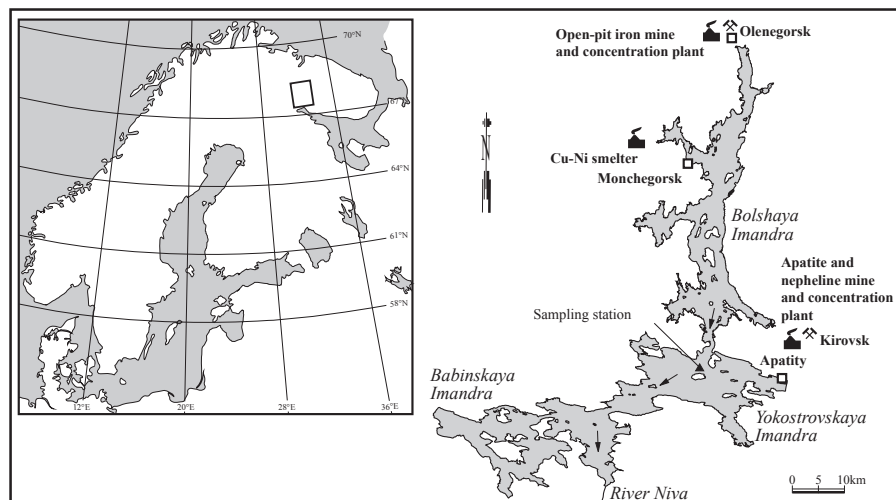 70°N
67°N
64°N
61°N
58°N
12°E
20°E
28°E
36°E
Open-pit iron mine
and concentration plant
Olenegorsk
N
Cu-Ni smelter
Monchegorsk
Bolshaya
Imandra
Apatite and
nepheline mine
and concentration
plant
Sampling station
Kirovsk
Apatity
Babinskaya
Imandra
Yokostrovskaya
Imandra
River Niva
0 5 10km